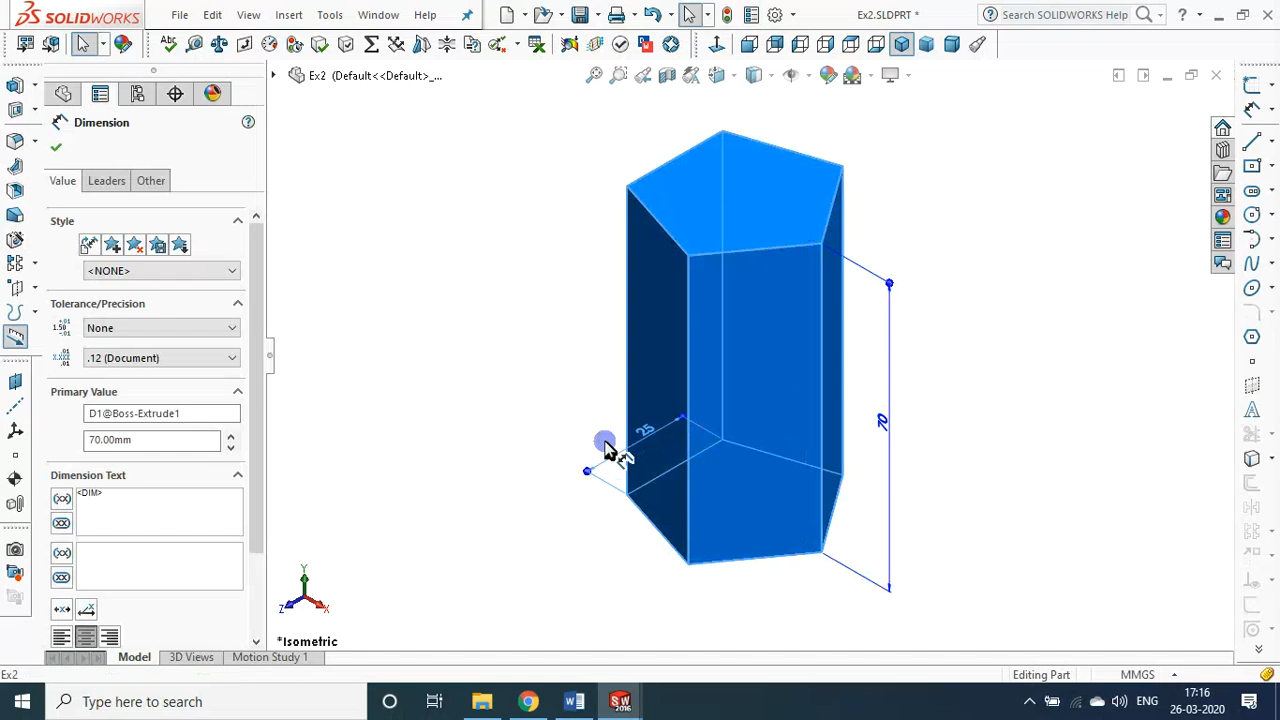 SOLIDWORKS
File Edit View Insert Tools Window Help
Ex2.SLDPRT *
Search SOLIDWORKS Help
?
Ex2 (Default<<Default>_...
Dimension
Value Leaders Other
Style
<NONE>
Tolerance/Precision
None
.12 (Document)
Primary Value
D1@Boss-Extrude1
70.00mm
Dimension Text
<DIM>
25
70
Y
Z
X
*Isometric
Model 3D Views Motion Study 1
Ex2
Editing Part
MMGS
Type here to search
ENG
17:16
26-03-2020